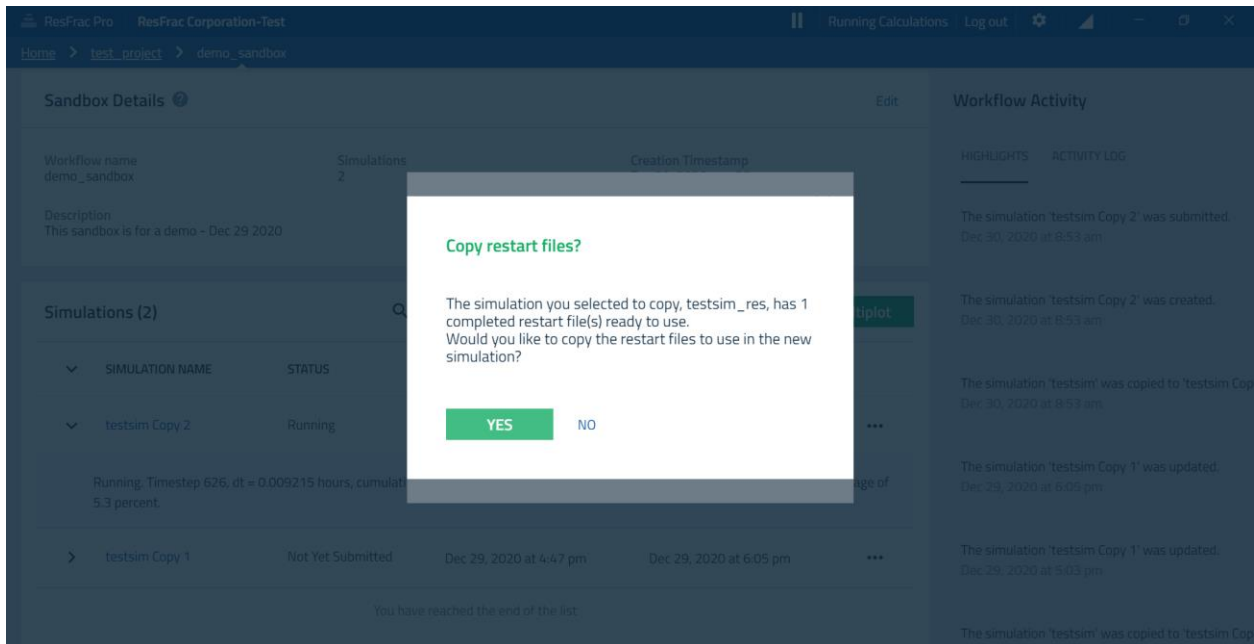 ResFrac Pro ResFrac Corporation-Test Running Calculations Log out
Home > test_project > demo_sandbox
Sandbox Details ? Edit
Workflow Activity
Workflow name Simulations Creation Timestamp
demo_sandbox 2
HIGHLIGHTS ACTIVITY LOG
Description
This sandbox is for a demo - Dec 29 2020
The simulation 'testsim Copy 2' was submitted.
Dec 30, 2020 at 8:53 am
Copy restart files?
The simulation you selected to copy, testsim_res, has 1
completed restart file(s) ready to use.
Would you like to copy the restart files to use in the new
simulation?
YES NO
Simulations (2) tiplot
The simulation 'testsim Copy 2' was created.
Dec 30, 2020 at 8:53 am
SIMULATION NAME STATUS
The simulation 'testsim' was copied to 'testsim Cop
Dec 30, 2020 at 8:53 am
testsim Copy 2 Running ...
Running. Timestep 626, dt = 0.009215 hours, cumulati age of
5.3 percent.
The simulation 'testsim Copy 1' was updated.
Dec 29, 2020 at 6:05 pm
testsim Copy 1 Not Yet Submitted Dec 29, 2020 at 4:47 pm Dec 29, 2020 at 6:05 pm ...
The simulation 'testsim Copy 1' was updated.
Dec 29, 2020 at 5:03 pm
You have reached the end of the list
The simulation 'testsim' was copied to 'testsim Cop